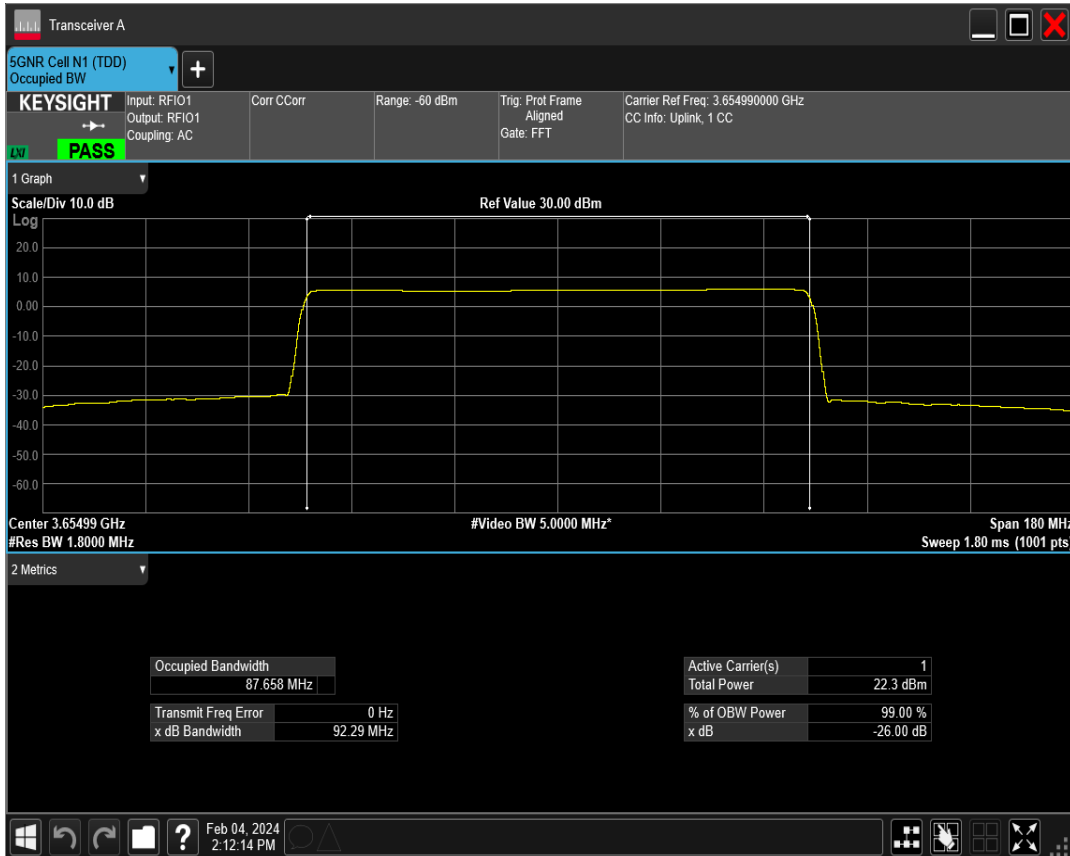 Transceiver A
5GNR Cell N1 (TDD)
Occupied BW
+
KEYSIGHT
LXI
PASS
Input: RFIO1
Output: RFIO1
Coupling: AC
Corr CCorr
Range: -60 dBm
Trig: Prot Frame
Aligned
Gate: FFT
Carrier Ref Freq: 3.654990000 GHz
CC Info: Uplink, 1 CC
1 Graph
Scale/Div 10.0 dB
Ref Value 30.00 dBm
Log
20.0
10.0
0.00
-10.0
-20.0
-30.0
-40.0
-50.0
-60.0
Center 3.65499 GHz
#Video BW 5.0000 MHz*
Span 180 MHz
#Res BW 1.8000 MHz
Sweep 1.80 ms (1001 pts)
2 Metrics
Occupied Bandwidth
87.658 MHz
Transmit Freq Error 0 Hz
x dB Bandwidth 92.29 MHz
Active Carrier(s) 1
Total Power 22.3 dBm
% of OBW Power 99.00 %
x dB -26.00 dB
?
Feb 04, 2024
2:12:14 PM